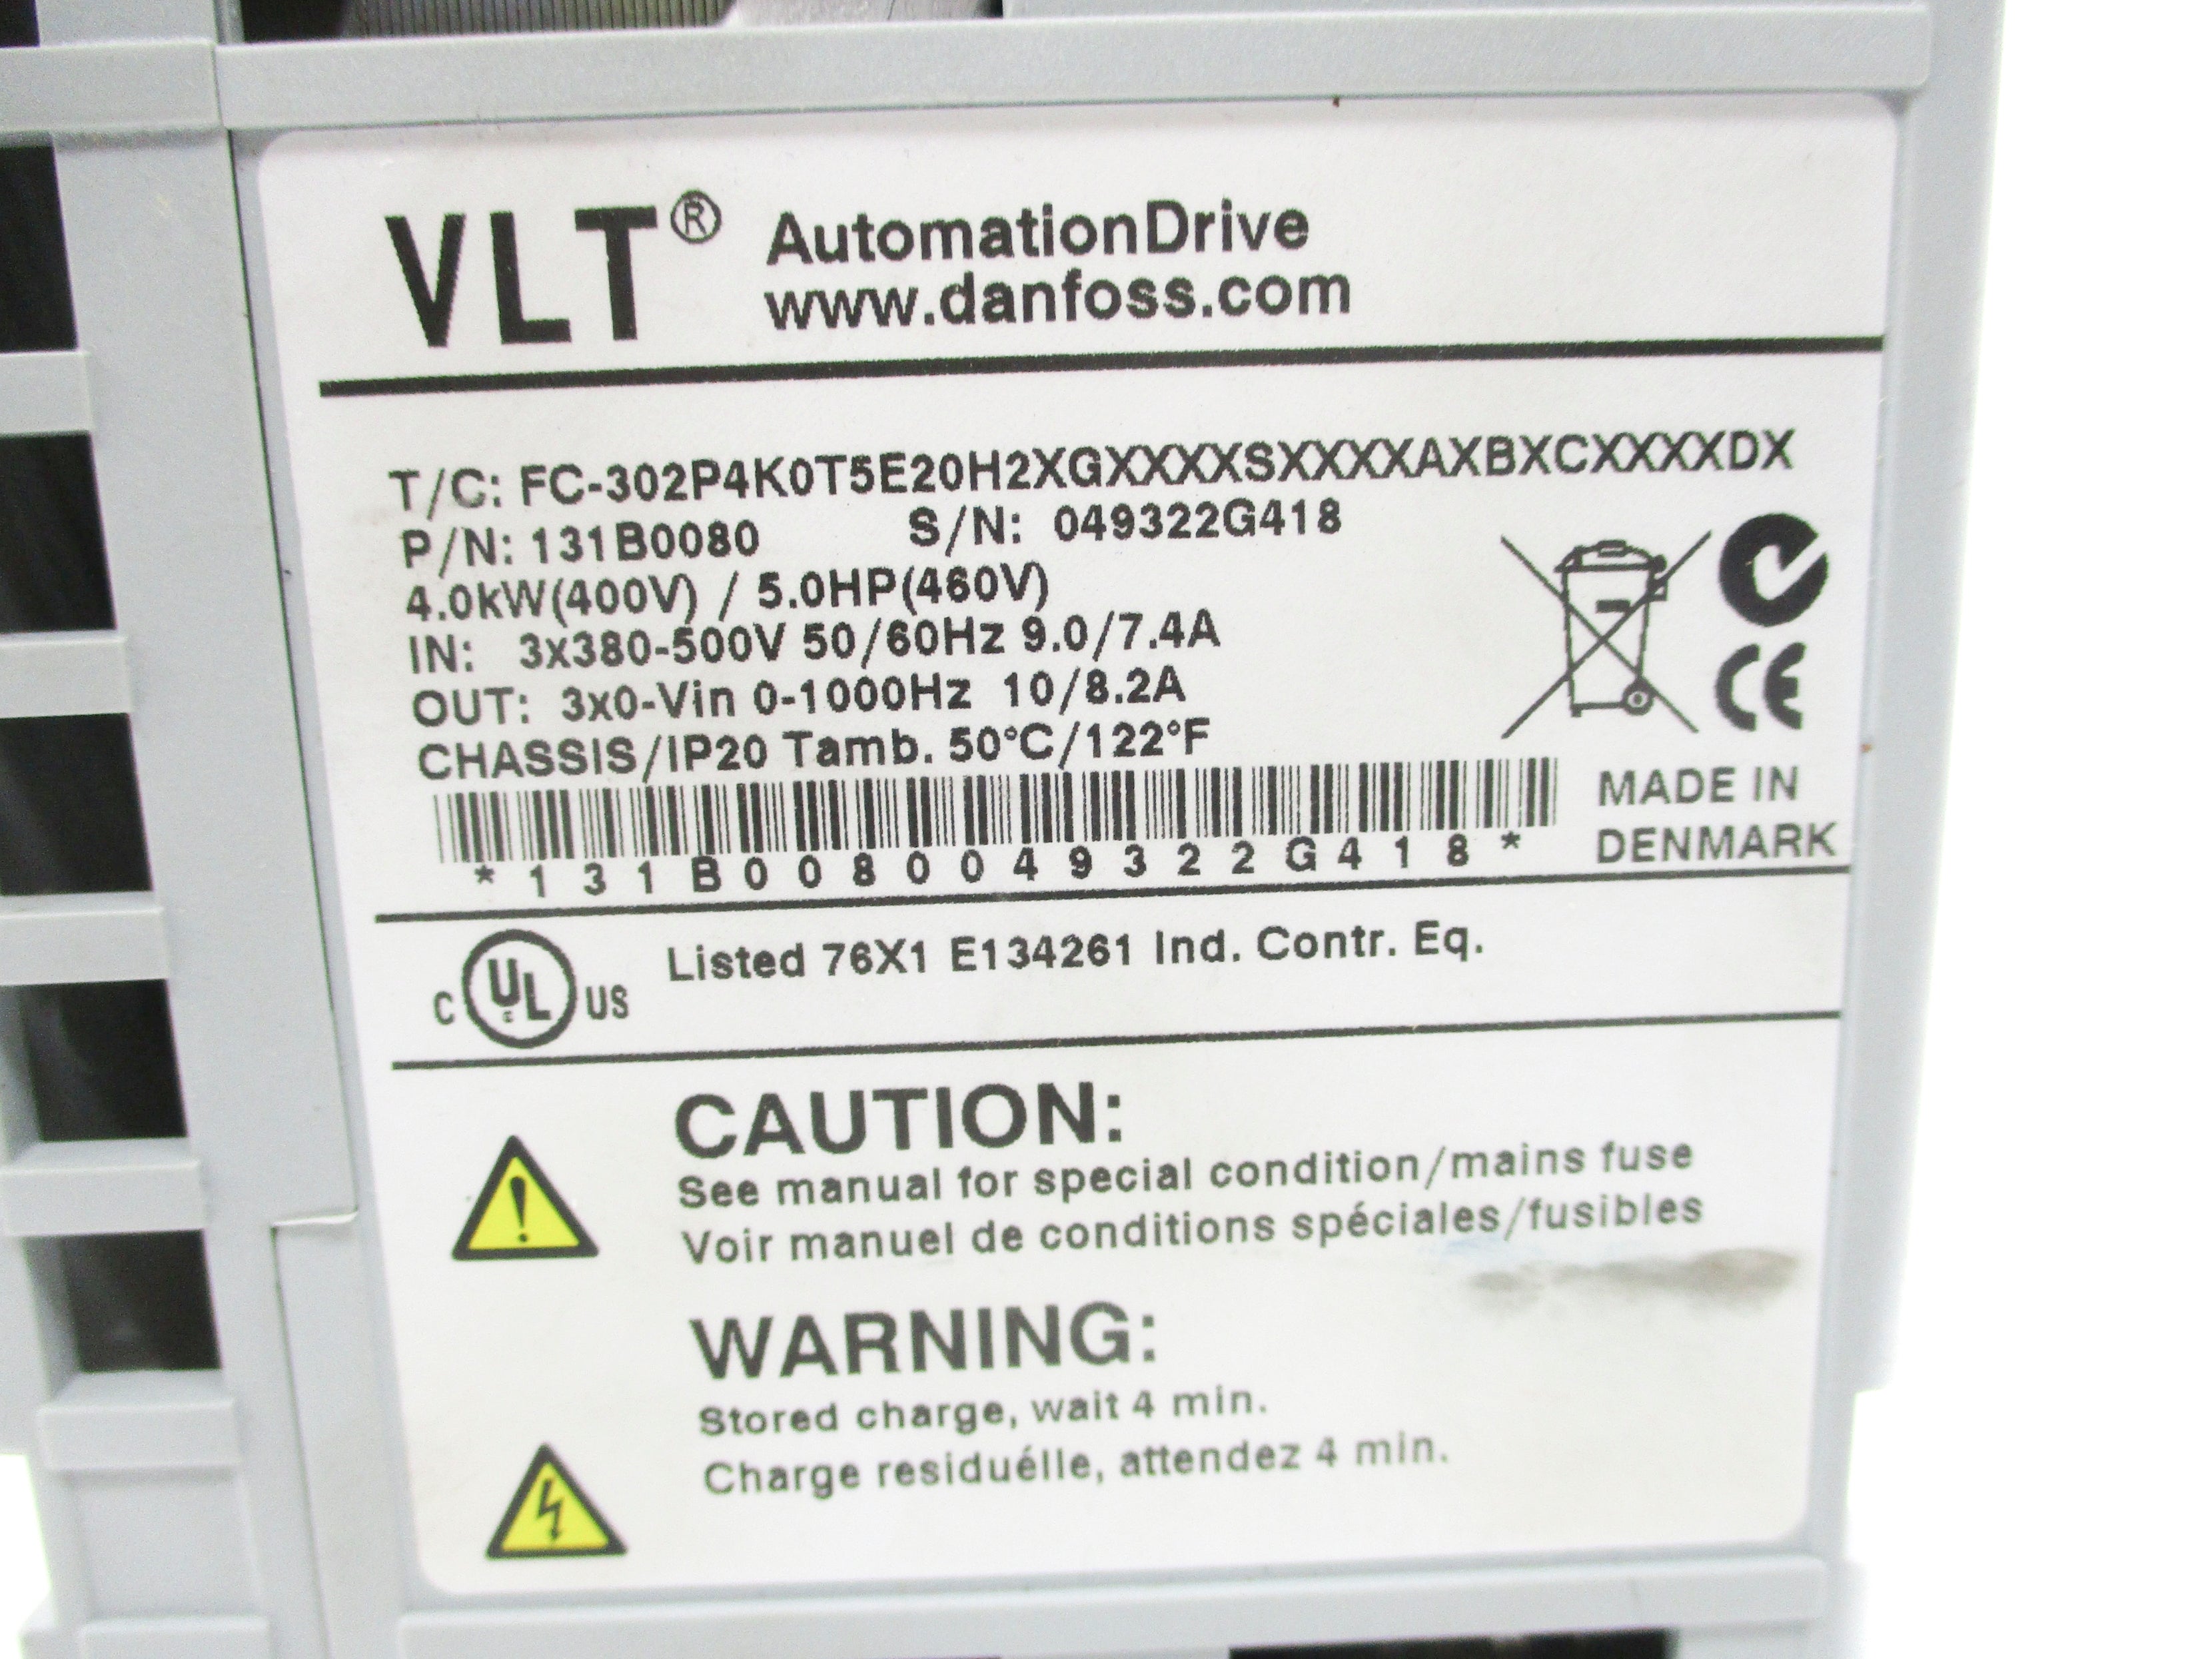 VLT® AutomationDrive
www.danfoss.com
T/C: FC-302P4K0T5E20H2XGXXXXSXXXXAXBXCXXXXDX
P/N: 131B0080 S/N: 049322G418
4.0kW(400V) / 5.0HP(460V)
IN: 3x380-500V 50/60Hz 9.0/7.4A
OUT: 3x0-Vin 0-1000Hz 10/8.2A
CHASSIS/IP20 Tamb. 50°C/122°F
*131B0080049322G418*
CE
MADE IN
DENMARK
C UL US Listed 76X1 E134261 Ind. Contr. Eq.
CAUTION:
See manual for special condition/mains fuse
Voir manuel de conditions spéciales/fusibles
WARNING:
Stored charge, wait 4 min.
Charge residuélle, attendez 4 min.